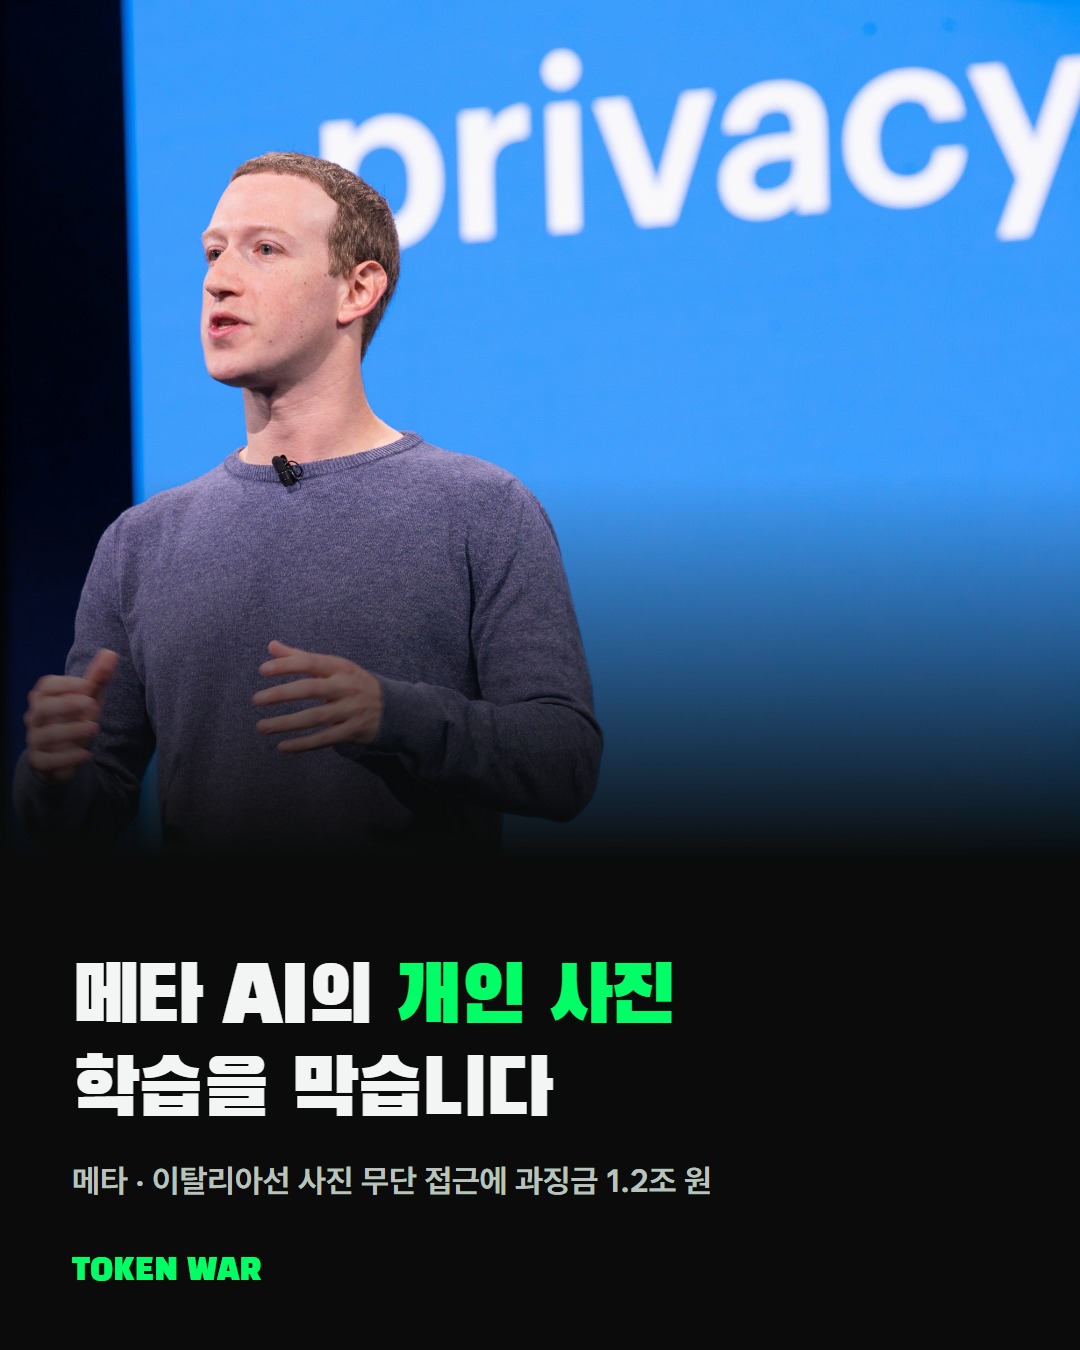 privacy
메타 AI의 개인 사진
학습을 막습니다
메타 · 이탈리아선 사진 무단 접근에 과징금 1.2조 원
TOKEN WAR